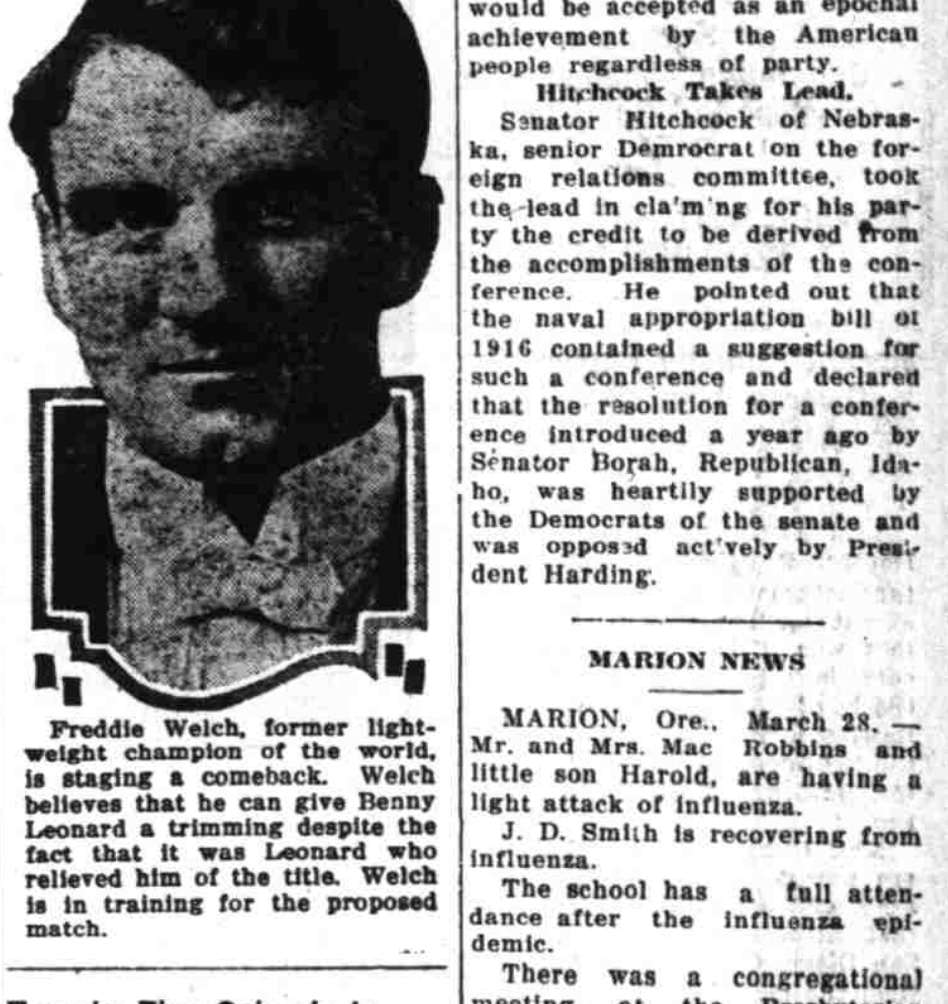 Freddie Welch, former light-
weight champion of the world,
is staging a comeback. Welch
believes that he can give Benny
Leonard a trimming despite the
fact that it was Leonard who
relieved him of the title. Welch
is in training for the proposed
match.
would be accepted as an epochal
achievement by the American
people regardless of party.
Hitchcock Takes Lead.
Senator Hitchcock of Nebras-
ka, senior Demrocrat on the for-
eign relations committee, took
the lead in cla'm'ng for his par-
ty the credit to be derived from
the accomplishments of the con-
ference. He pointed out that
the naval appropriation bill of
1916 contained a suggestion for
such a conference and declared
that the resolution for a confer-
ence introduced a year ago by
Senator Borah, Republican, Ida-
ho, was heartily supported by
the Democrats of the senate and
was opposed act'vely by Presi-
dent Harding.
MARION NEWS
MARION, Ore., March 28. —
Mr. and Mrs. Mac Robbins and
little son Harold, are having a
light attack of influenza.
J. D. Smith is recovering from
influenza.
The school has a full atten-
dance after the influenza epi-
demic.
There was a congregational
meeting at the